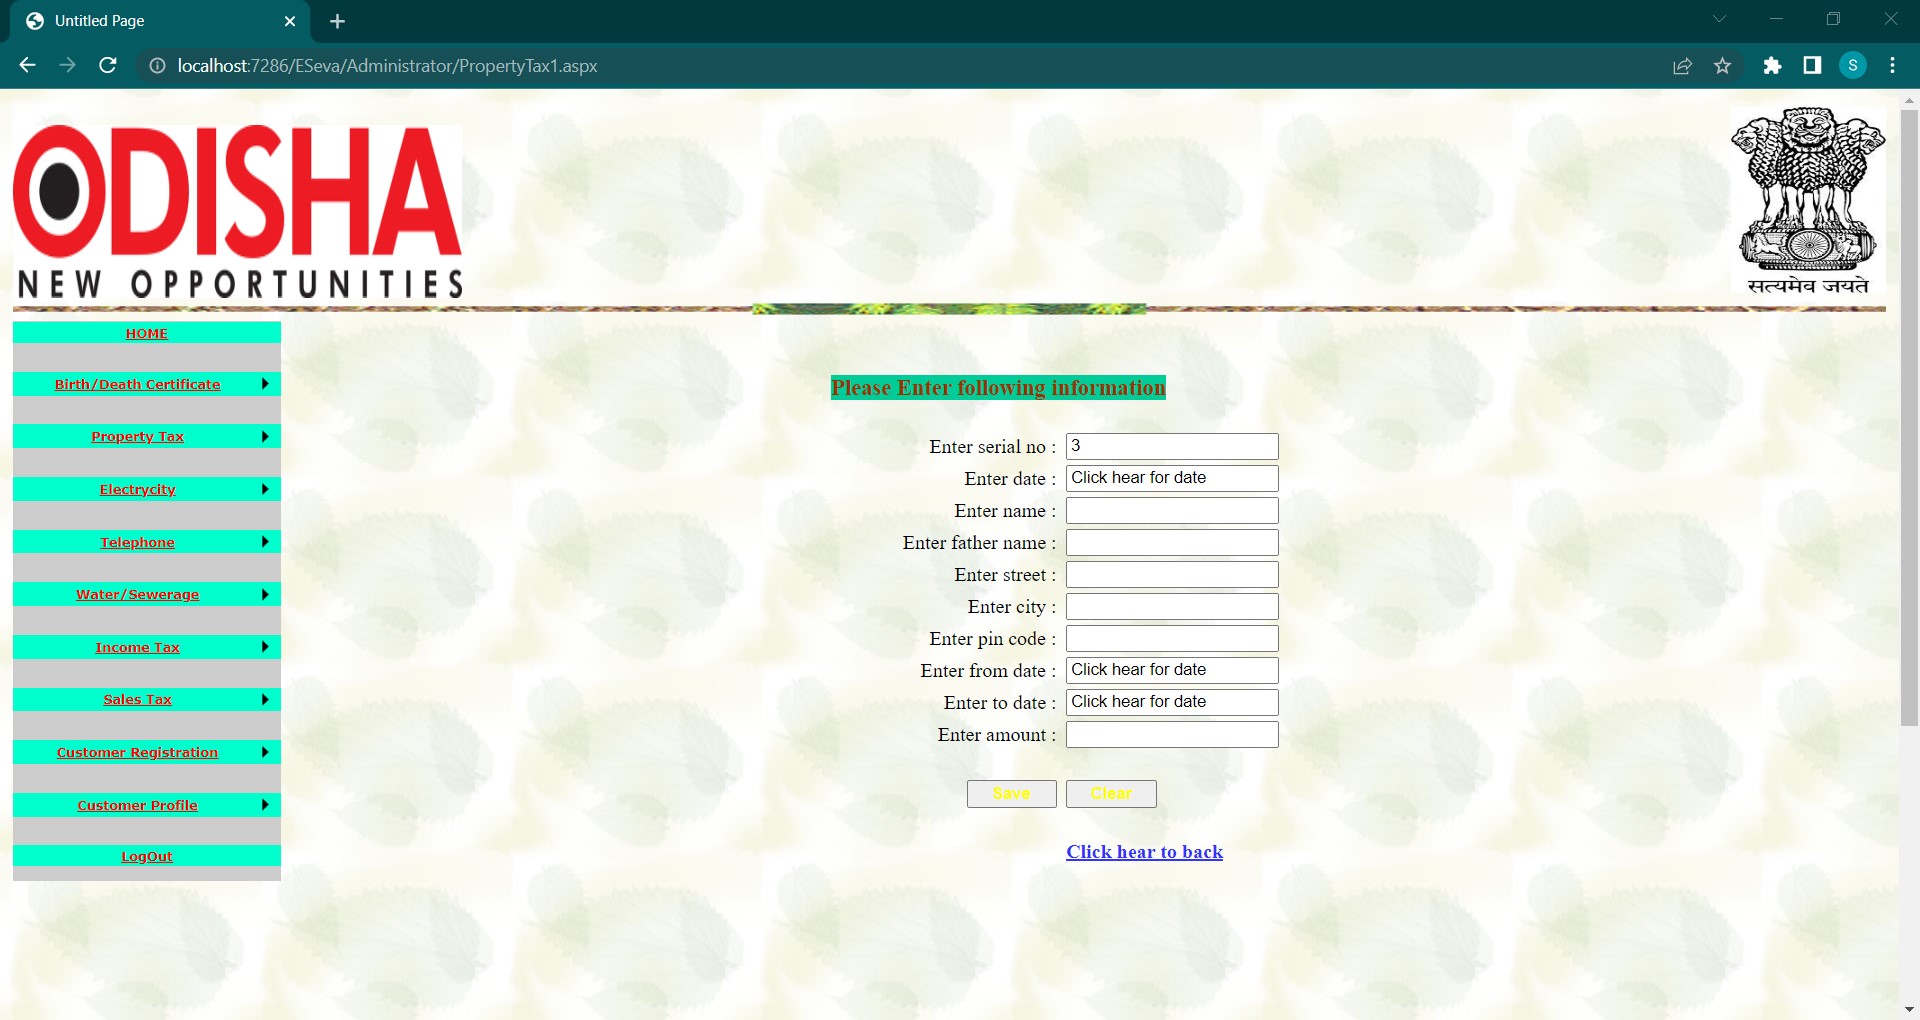 Untitled Page
localhost:7286/ESeva/Administrator/PropertyTax1.aspx
S
ODISHA
NEW OPPORTUNITIES
सत्यमेव जयते
HOME
Birth/Death Certificate
Property Tax
Electrycity
Telephone
Water/Sewerage
Income Tax
Sales Tax
Customer Registration
Customer Profile
LogOut
Please Enter following information
Enter serial no : 3
Enter date : Click hear for date
Enter name :
Enter father name :
Enter street :
Enter city :
Enter pin code :
Enter from date : Click hear for date
Enter to date : Click hear for date
Enter amount :
Save Clear
Click hear to back